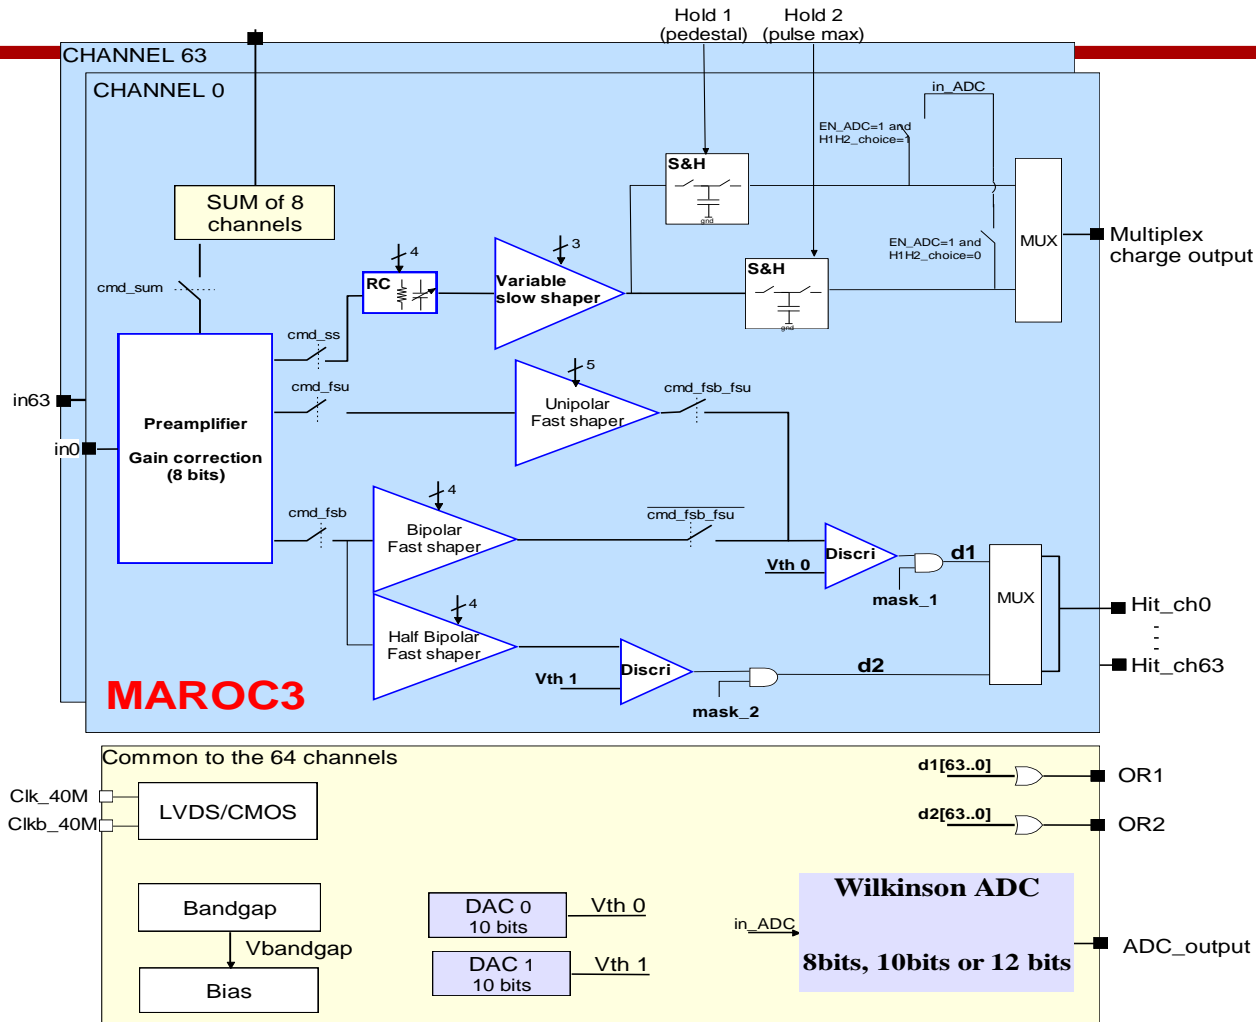 Hold 1
(pedestal)
Hold 2
(pulse max)
CHANNEL 63
CHANNEL 0
in_ADC
EN_ADC=1 and
H1H2_choice=1
S&H
gnd
SUM of 8
channels
MUX
Multiplex
charge output
EN_ADC=1 and
H1H2_choice=0
4
3
RC
Variable
slow shaper
S&H
gnd
cmd_sum
cmd_ss
cmd_fsu
5
Unipolar
Fast shaper
cmd_fsb_fsu
in63
in0
Preamplifier
Gain correction
(8 bits)
cmd_fsb
4
Bipolar
Fast shaper
cmd_fsb_fsu
Discri
Vth 0
d1
mask_1
MUX
Hit_ch0
Hit_ch63
4
Half Bipolar
Fast shaper
Discri
Vth 1
d2
mask_2
MAROC3
Common to the 64 channels
Clk_40M
Clkb_40M
LVDS/CMOS
d1[63..0]
OR1
d2[63..0]
OR2
Bandgap
Vbandgap
Bias
DAC 0
10 bits
Vth 0
DAC 1
10 bits
Vth 1
in_ADC
Wilkinson ADC
8bits, 10bits or 12 bits
ADC_output